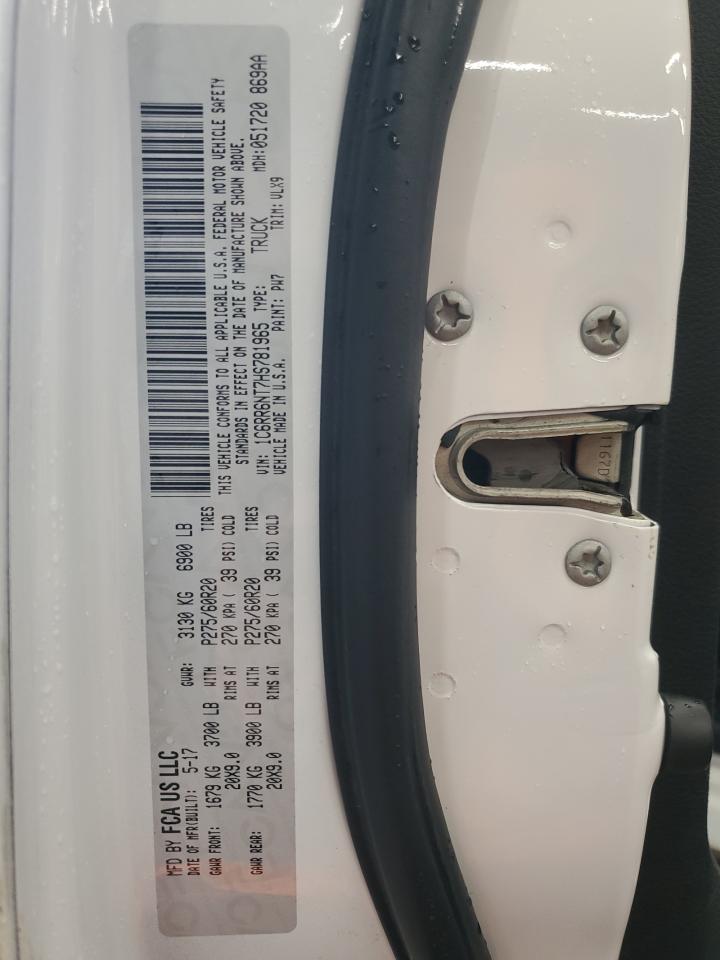 MFD BY FCA US LLC
DATE OF MFR(BUILT): 5-17 GVWR: 3130 KG 6900 LB
GAWR FRONT: 1679 KG 3700 LB WITH P275/60R20 TIRES
20X9.0 RIMS AT 270 KPA ( 39 PSI) COLD
GAWR REAR: 1770 KG 3900 LB WITH P275/60R20 TIRES
20X9.0 RIMS AT 270 KPA ( 39 PSI) COLD
THIS VEHICLE CONFORMS TO ALL APPLICABLE U.S.A. FEDERAL MOTOR VEHICLE SAFETY
STANDARDS IN EFFECT ON THE DATE OF MANUFACTURE SHOWN ABOVE.
VIN: 1C6RR6NT7HS781965 TYPE: TRUCK MDH: 051720 869AA
VEHICLE MADE IN U.S.A. PAINT: PW7 TRIM: VLX9